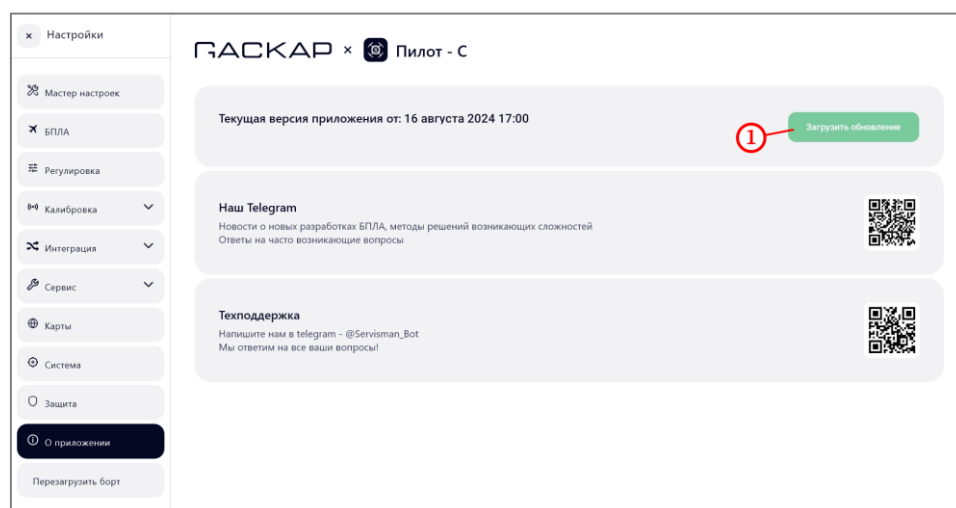 × Настройки
Мастер настроек
БПЛА
Регулировка
Калибровка
Интеграция
Сервис
Карты
Система
Защита
О приложении
Перезагрузить борт
ГАСКАР × Пилот - С
Текущая версия приложения от: 16 августа 2024 17:00
1
Загрузить обновление
Наш Telegram
Новости о новых разработках БПЛА, методы решений возникающих сложностей
Ответы на часто возникающие вопросы
Техподдержка
Напишите нам в telegram - @Servisman_Bot
Мы ответим на все ваши вопросы!